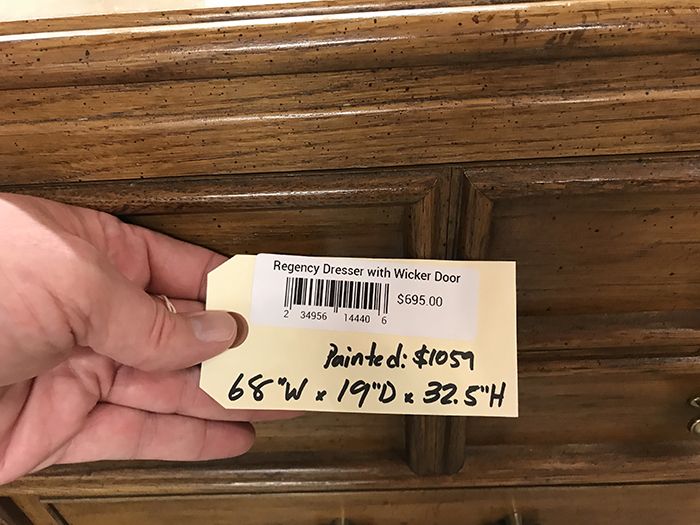 Regency Dresser with Wicker Door
$695.00
2 34956 14440 6
Painted: $1059
68"W x 19"D x 32.5"H